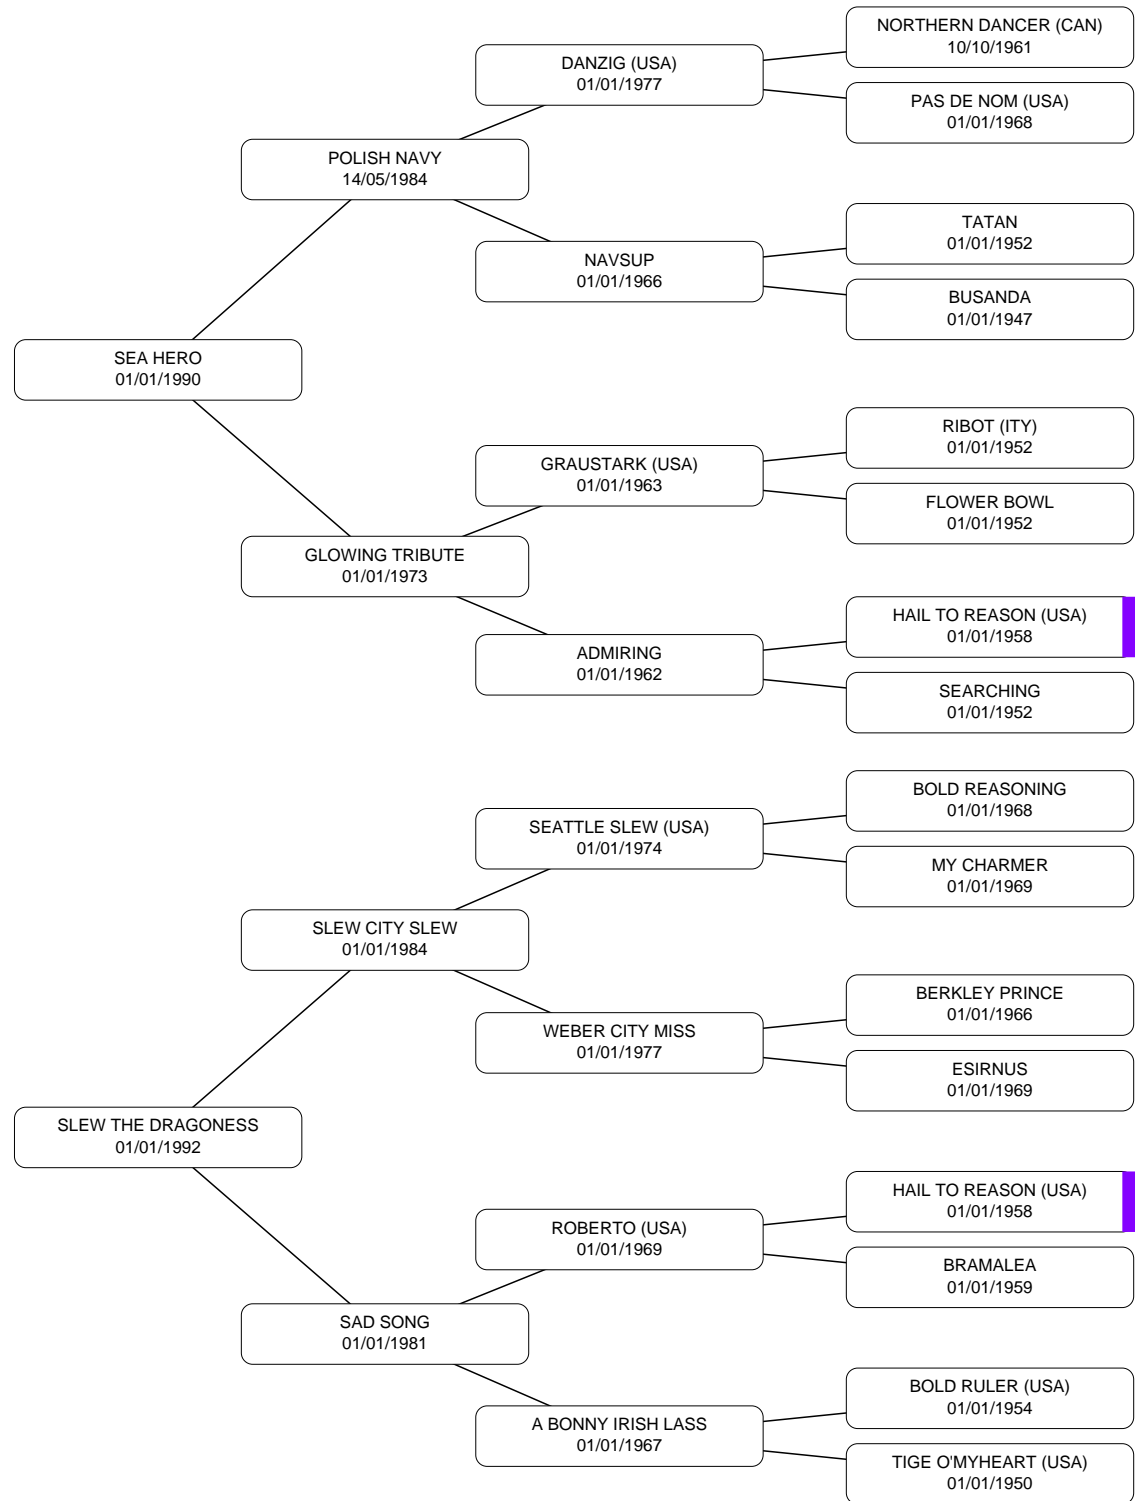 NORTHERN DANCER (CAN)
10/10/1961
DANZIG (USA)
01/01/1977
PAS DE NOM (USA)
01/01/1968
POLISH NAVY
14/05/1984
TATAN
01/01/1952
NAVSUP
01/01/1966
BUSANDA
01/01/1947
SEA HERO
01/01/1990
RIBOT (ITY)
01/01/1952
GRAUSTARK (USA)
01/01/1963
FLOWER BOWL
01/01/1952
GLOWING TRIBUTE
01/01/1973
HAIL TO REASON (USA)
01/01/1958
ADMIRING
01/01/1962
SEARCHING
01/01/1952
BOLD REASONING
01/01/1968
SEATTLE SLEW (USA)
01/01/1974
MY CHARMER
01/01/1969
SLEW CITY SLEW
01/01/1984
BERKLEY PRINCE
01/01/1966
WEBER CITY MISS
01/01/1977
ESIRNUS
01/01/1969
SLEW THE DRAGONESS
01/01/1992
HAIL TO REASON (USA)
01/01/1958
ROBERTO (USA)
01/01/1969
BRAMALEA
01/01/1959
SAD SONG
01/01/1981
BOLD RULER (USA)
01/01/1954
A BONNY IRISH LASS
01/01/1967
TIGE O'MYHEART (USA)
01/01/1950